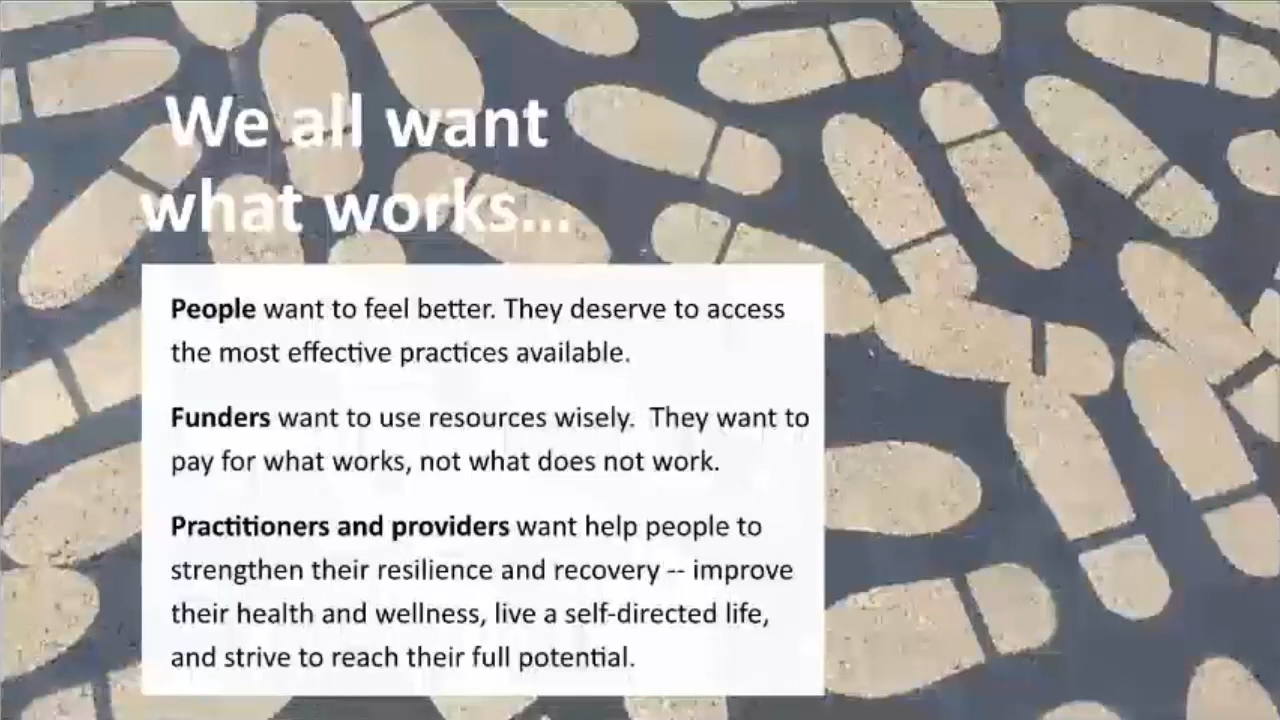 We all want
what works...
People want to feel better. They deserve to access
the most effective practices available.
Funders want to use resources wisely.  They want to
pay for what works, not what does not work.
Practitioners and providers want help people to
strengthen their resilience and recovery -- improve
their health and wellness, live a self-directed life,
and strive to reach their full potential.